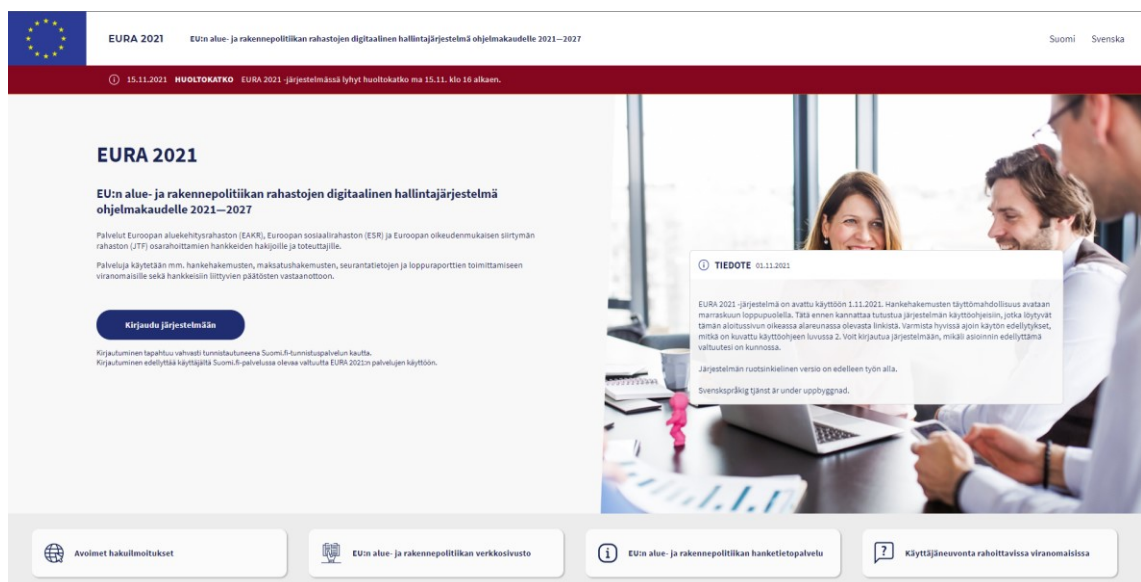 EURA 2021
EU:n alue- ja rakennepolitiikan rahastojen digitaalinen hallintajärjestelmä ohjelmakaudelle 2021—2027
Suomi
Svenska
15.11.2021 HUOLTOKATKO EURA 2021 -järjestelmässä lyhyt huoltokatko ma 15.11. klo 16 alkaen.
EURA 2021
EU:n alue- ja rakennepolitiikan rahastojen digitaalinen hallintajärjestelmä
ohjelmakaudelle 2021—2027
Palvelut Euroopan aluekehitysrahaston (EAKR), Euroopan sosiaalirahaston (ESR) ja Euroopan oikeudenmukaisen siirtymän
rahaston (JTF) osarahoittamien hankkeiden hakijoille ja toteuttajille.
Palveluja käytetään mm. hankehakemusten, maksatushakemusten, seurantatietojen ja loppuraporttien toimittamiseen
viranomaisille sekä hankkeisiin liittyvien päätösten vastaanottoon.
Kirjaudu järjestelmään
Kirjautuminen tapahtuu vahvasti tunnistautuneena Suomi.fi-tunnistuspalvelun kautta.
Kirjautuminen edellyttää käyttäjältä Suomi.fi-palvelussa olevaa valtuutta EURA 2021:n palvelujen käyttöön.
TIEDOTE 01.11.2021
EURA 2021 -järjestelmä on avattu käyttöön 1.11.2021. Hankehakemusten täyttömahdollisuus avataan
marraskuun loppupuolella. Tätä ennen kannattaa tutustua järjestelmän käyttöohjeisiin, jotka löytyvät
tämän aloitussivun oikeassa alareunassa olevasta linkistä. Varmista hyvissä ajoin käytön edellytykset,
mitkä on kuvattu käyttöohjeen luvussa 2. Voit kirjautua järjestelmään, mikäli asioinnin edellyttämä
valtuutesi on kunnossa.
Järjestelmän ruotsinkielinen versio on edelleen työn alla.
Svenskspråkig tjänst är under uppbyggnad.
Avoimet hakuilmoitukset
EU:n alue- ja rakennepolitiikan verkkosivusto
EU:n alue- ja rakennepolitiikan hanketietopalvelu
Käyttäjäneuvonta rahoittavissa viranomaisissa